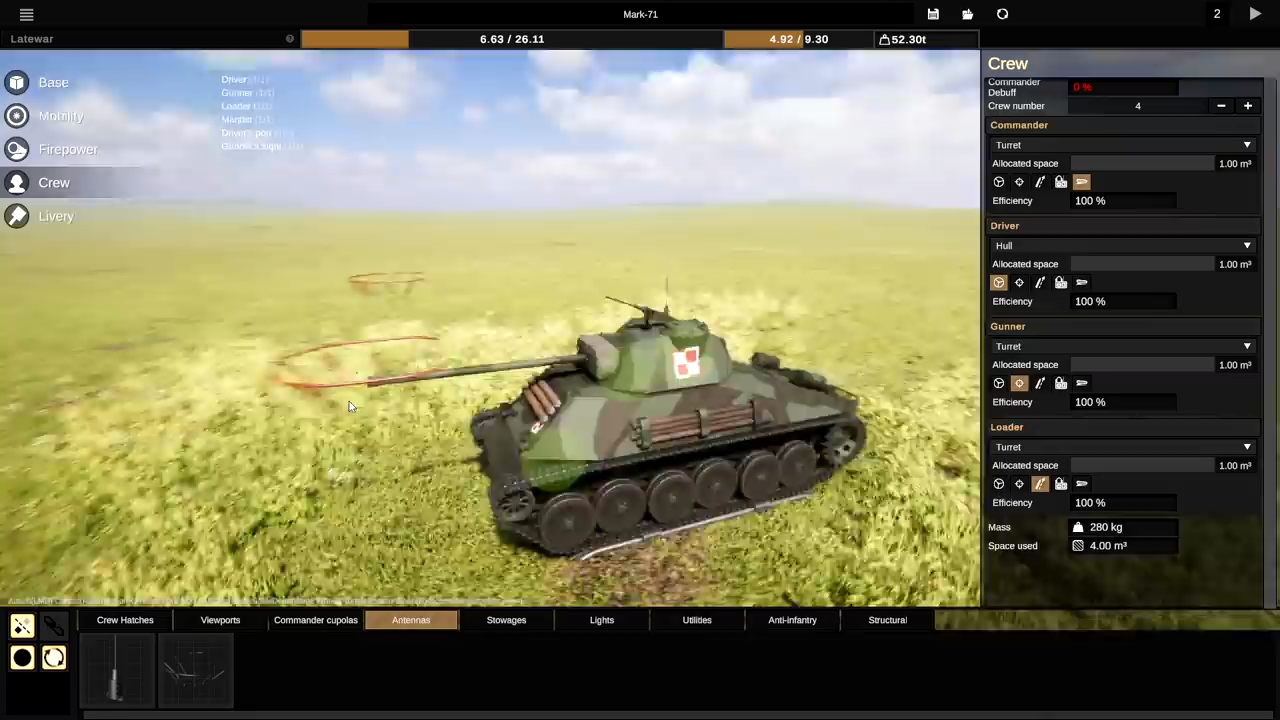 Mark-71
2
Latewar
6.63 / 26.11
4.92 / 9.30
52.30t
Base
Mobility
Firepower
Crew
Livery
Driver (1/1)
Gunner (1/1)
Loader
Crew
Commander
Debuff
0 %
Crew number
4
Commander
Turret
Allocated space
1.00 m³
Efficiency
100 %
Driver
Hull
Allocated space
1.00 m³
Efficiency
100 %
Gunner
Turret
Allocated space
1.00 m³
Efficiency
100 %
Loader
Turret
Allocated space
1.00 m³
Efficiency
100 %
Mass
280 kg
Space used
4.00 m³
Crew Hatches
Viewports
Commander cupolas
Antennas
Stowages
Lights
Utilities
Anti-infantry
Structural